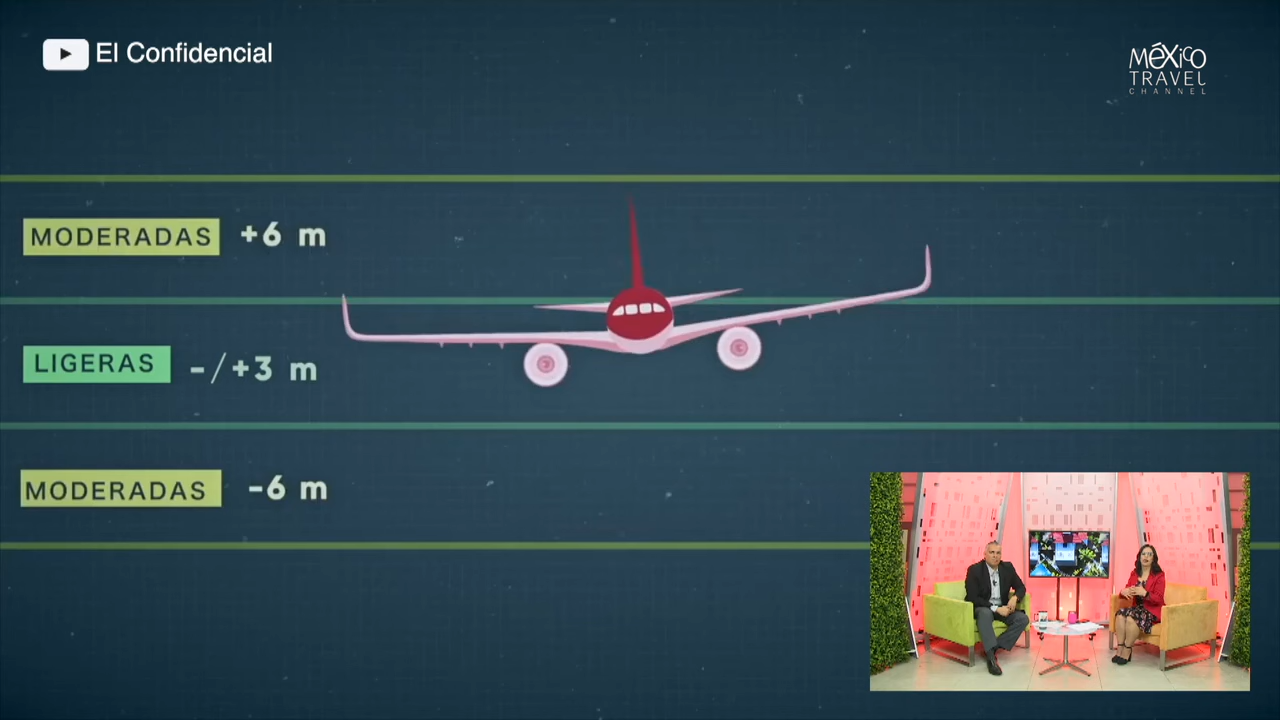 El Confidencial
MéXiCO
TRAVEL
CHANNEL
MODERADAS +6 m
LIGERAS -/+3 m
MODERADAS -6 m